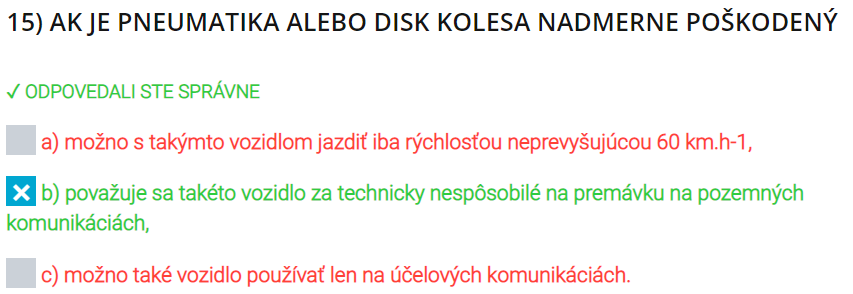 15) AK JE PNEUMATIKA ALEBO DISK KOLESA NADMERNE POŠKODENÝ
✓ ODPOVEDALI STE SPRÁVNE
a) možno s takýmto vozidlom jazdiť iba rýchlosťou neprevyšujúcou 60 km.h-1,
b) považuje sa takéto vozidlo za technicky nespôsobilé na premávku na pozemných
komunikáciách,
c) možno také vozidlo používať len na účelových komunikáciách.